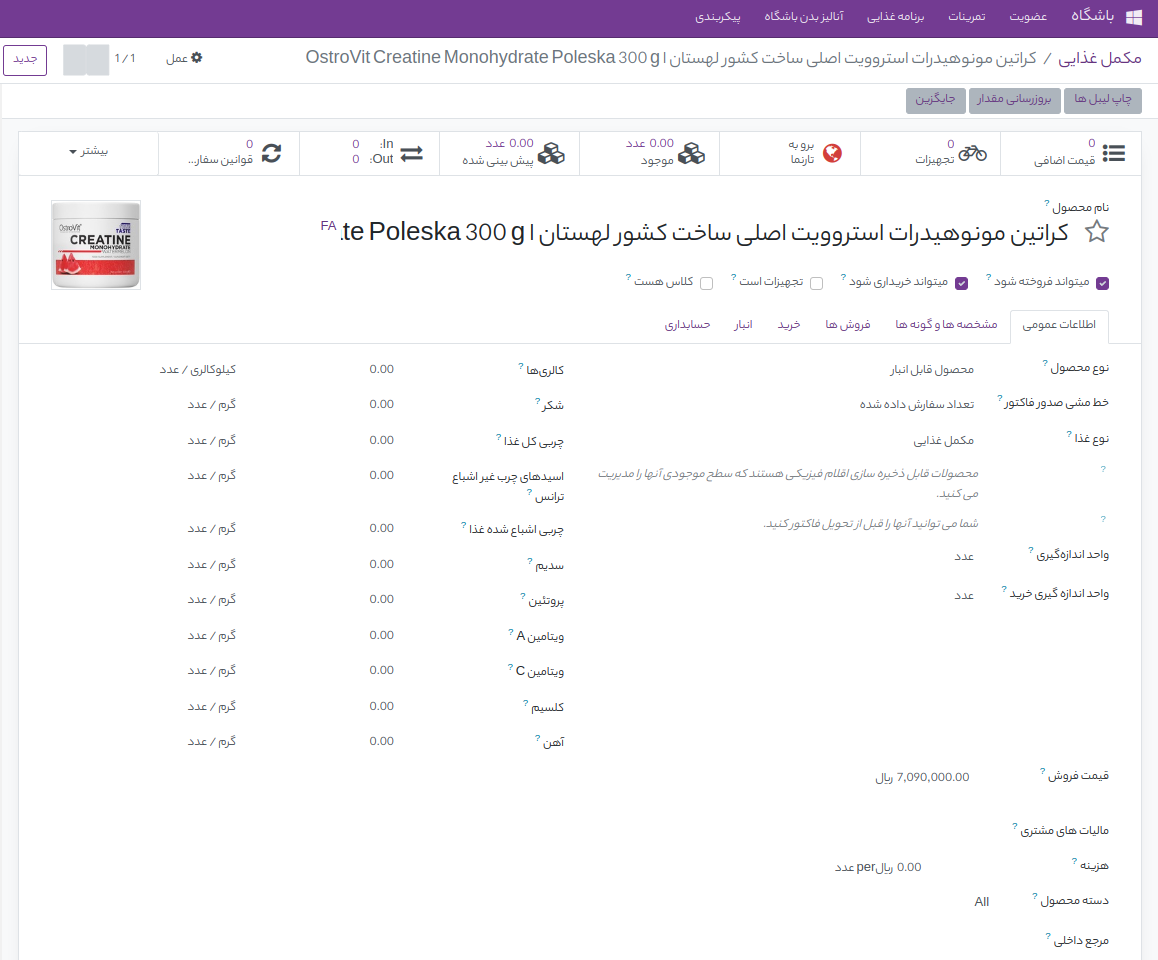 باشگاه عضویت تمرینات برنامه غذایی آنالیز بدن باشگاه پیکربندی
مکمل غذایی / کراتین مونوهیدرات استروویت اصلی ساخت کشور لهستان | OstroVit Creatine Monohydrate Poleska 300 g
عمل
1 / 1
جدید
چاپ لیبل ها بروزرسانی مقدار جایگزین
0
قیمت اضافی
0
تجهیزات
برو به
تارنما
0.00 عدد
موجود
0.00 عدد
پیش بینی شده
In: 0
Out: 0
0
قوانین سفار...
بیشتر
نام محصول ?
کراتین مونوهیدرات استروویت اصلی ساخت کشور لهستان | te Poleska 300 g. FA
OstroVit
TASTE
CREATINE
MONOHYDRATE
میتواند فروخته شود ? میتواند خریداری شود ? تجهیزات است ? کلاس هست ?
اطلاعات عمومی مشخصه ها و گونه ها فروش ها خرید انبار حسابداری
نوع محصول ? محصول قابل انبار
خط مشی صدور فاکتور ? تعداد سفارش داده شده
نوع غذا ? مکمل غذایی
? محصولات قابل ذخیره سازی اقلام فیزیکی هستند که سطح موجودی آنها را مدیریت
می کنید.
? شما می توانید آنها را قبل از تحویل فاکتور کنید.
واحد اندازه‌گیری ? عدد
واحد اندازه گیری خرید ? عدد
کالری‌ها ? 0.00 کیلوکالری / عدد
شکر ? 0.00 گرم / عدد
چربی کل غذا ? 0.00 گرم / عدد
اسیدهای چرب غیر اشباع 0.00 گرم / عدد
ترانس ?
چربی اشباع شده غذا ? 0.00 گرم / عدد
سدیم ? 0.00 گرم / عدد
پروتئین ? 0.00 گرم / عدد
ویتامین A ? 0.00 گرم / عدد
ویتامین C ? 0.00 گرم / عدد
کلسیم ? 0.00 گرم / عدد
آهن ? 0.00 گرم / عدد
قیمت فروش ? 7,090,000.00 ریال
مالیات های مشتری ?
هزینه ? 0.00 ریال per عدد
دسته محصول ? All
مرجع داخلی ?